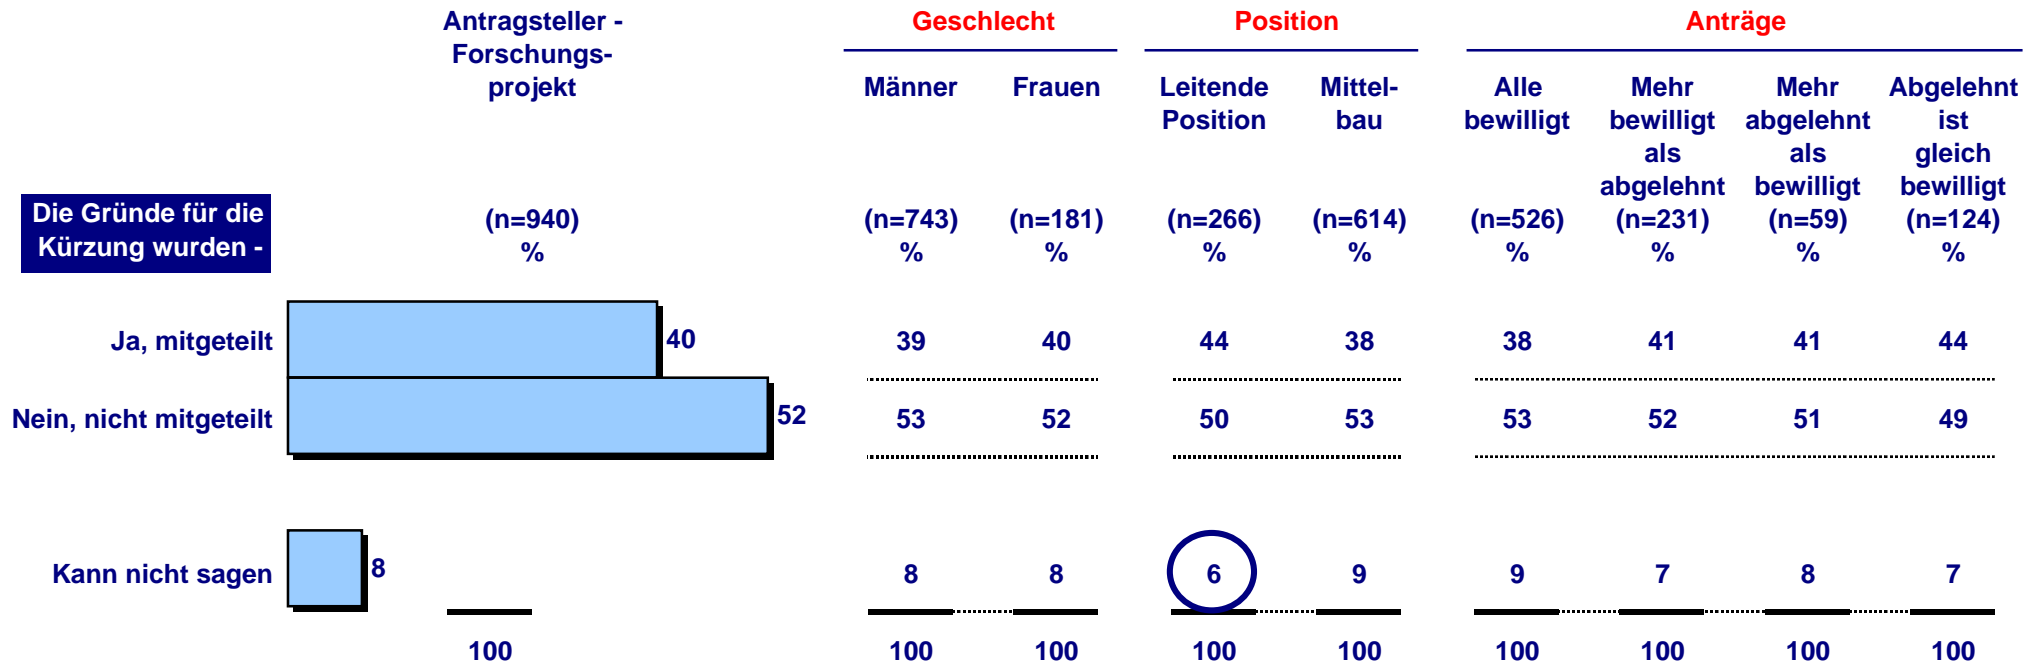 Antragsteller -
Forschungs-
projekt
Geschlecht
Position
Anträge
Männer
Frauen
Leitende
Position
Mittel-
bau
Alle
bewilligt
Mehr
bewilligt
als
abgelehnt
Mehr
abgelehnt
als
bewilligt
Abgelehnt
ist
gleich
bewilligt
Die Gründe für die
Kürzung wurden -
(n=940) (n=743) (n=181) (n=266) (n=614) (n=526) (n=231) (n=59) (n=124)
% % % % % % % % %
Ja, mitgeteilt 40 39 40 44 38 38 41 41 44
Nein, nicht mitgeteilt 52 53 52 50 53 53 52 51 49
Kann nicht sagen 8 8 8 6 9 9 7 8 7
100 100 100 100 100 100 100 100 100